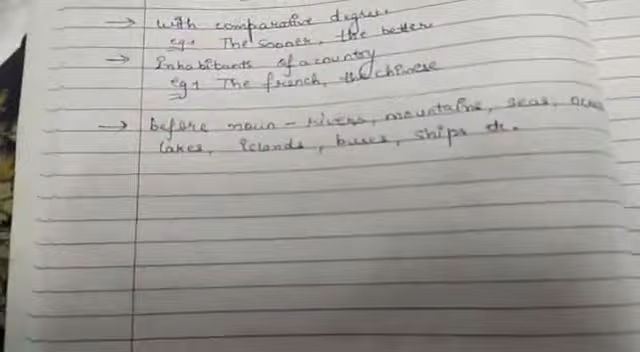 → with comparative degree.
eg: The sooner, the better
→ Inhabitants of a country
eg: The french, the chinese
→ Before noun - rivers, mountains, seas,
lakes, islands, buses, ships etc.